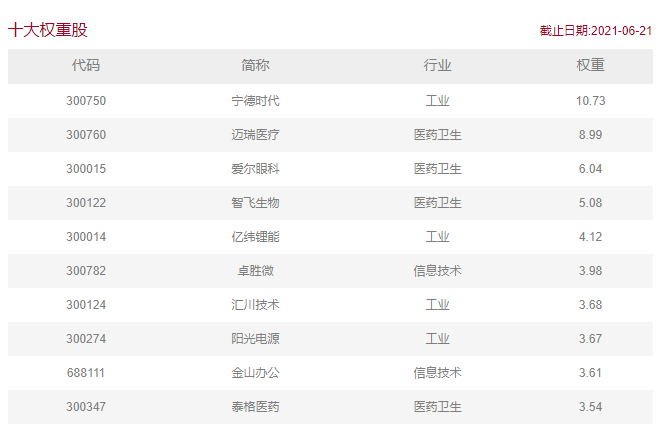 十大权重股 截止日期:2021-06-21
代码 简称 行业 权重
300750 宁德时代 工业 10.73
300760 迈瑞医疗 医药卫生 8.99
300015 爱尔眼科 医药卫生 6.04
300122 智飞生物 医药卫生 5.08
300014 亿纬锂能 工业 4.12
300782 卓胜微 信息技术 3.98
300124 汇川技术 工业 3.68
300274 阳光电源 工业 3.67
688111 金山办公 信息技术 3.61
300347 泰格医药 医药卫生 3.54